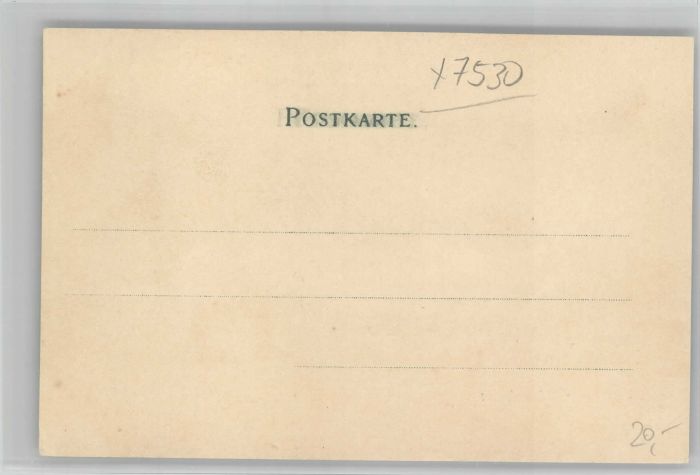 x7530
POSTKARTE.
20,-